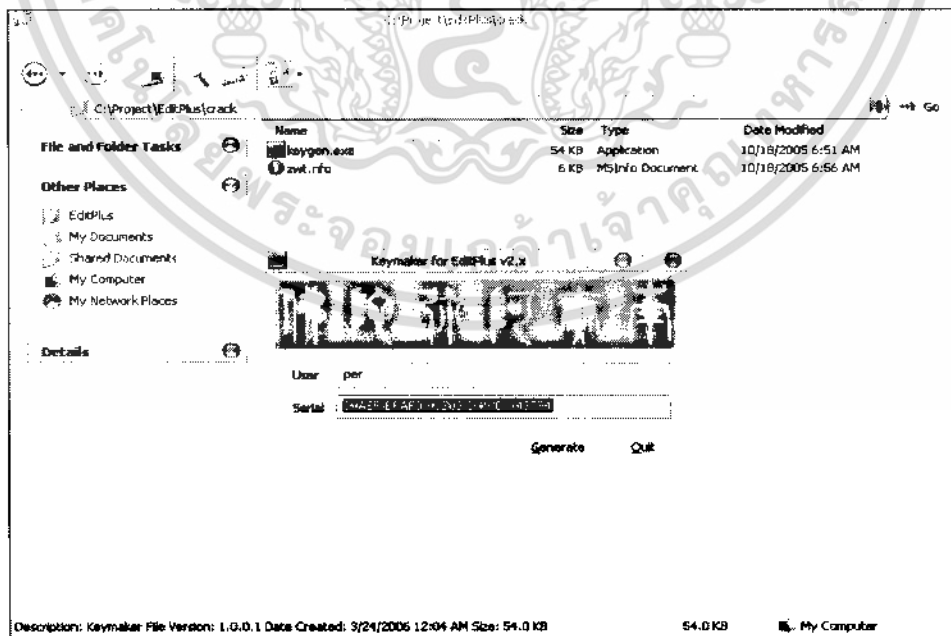 C:\Project\EditPlus\crack
C:\Project\EditPlus\crack
Go
Name Size Type Date Modified
keygen.exe 54 KB Application 10/18/2005 6:51 AM
zwt.nfo 6 KB MSInfo Document 10/18/2005 6:56 AM
File and Folder Tasks
Other Places
EditPlus
My Documents
Shared Documents
My Computer
My Network Places
Details
Keymaker for EditPlus v2.x
User per
Serial
Generate Quit
Description: Keymaker File Version: 1.0.0.1 Date Created: 3/24/2006 12:04 AM Size: 54.0 KB 54.0 KB My Computer